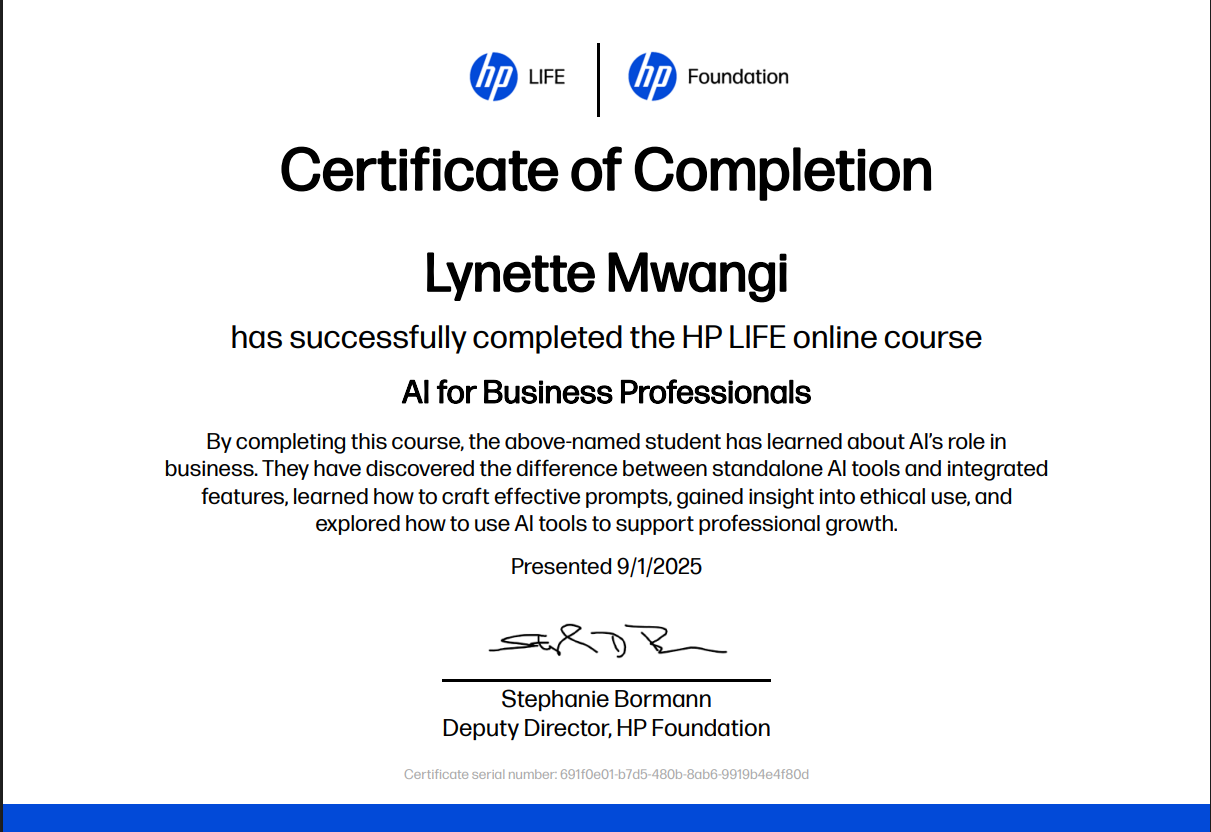 hp LIFE
hp Foundation
Certificate of Completion
Lynette Mwangi
has successfully completed the HP LIFE online course
AI for Business Professionals
By completing this course, the above-named student has learned about AI’s role in
business. They have discovered the difference between standalone AI tools and integrated
features, learned how to craft effective prompts, gained insight into ethical use, and
explored how to use AI tools to support professional growth.
Presented 9/1/2025
Stephanie Bormann
Deputy Director, HP Foundation
Certificate serial number: 691f0e01-b7d5-480b-8ab6-9919b4e4f80d